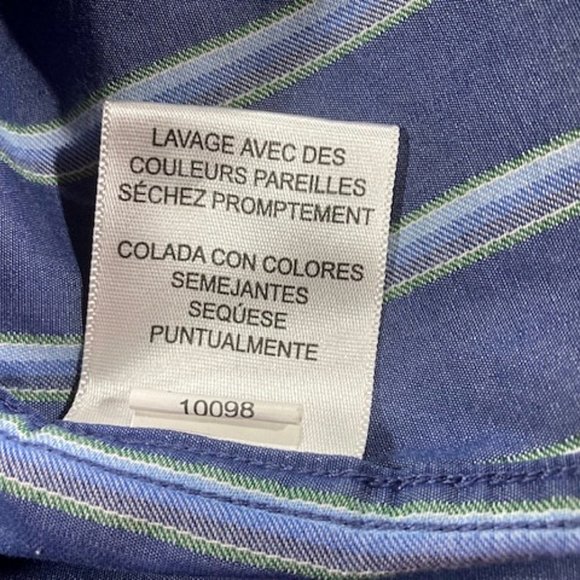 LAVAGE AVEC DES
COULEURS PAREILLES
SÉCHEZ PROMPTEMENT
COLADA CON COLORES
SEMEJANTES
SEQÚESE
PUNTUALMENTE
10098